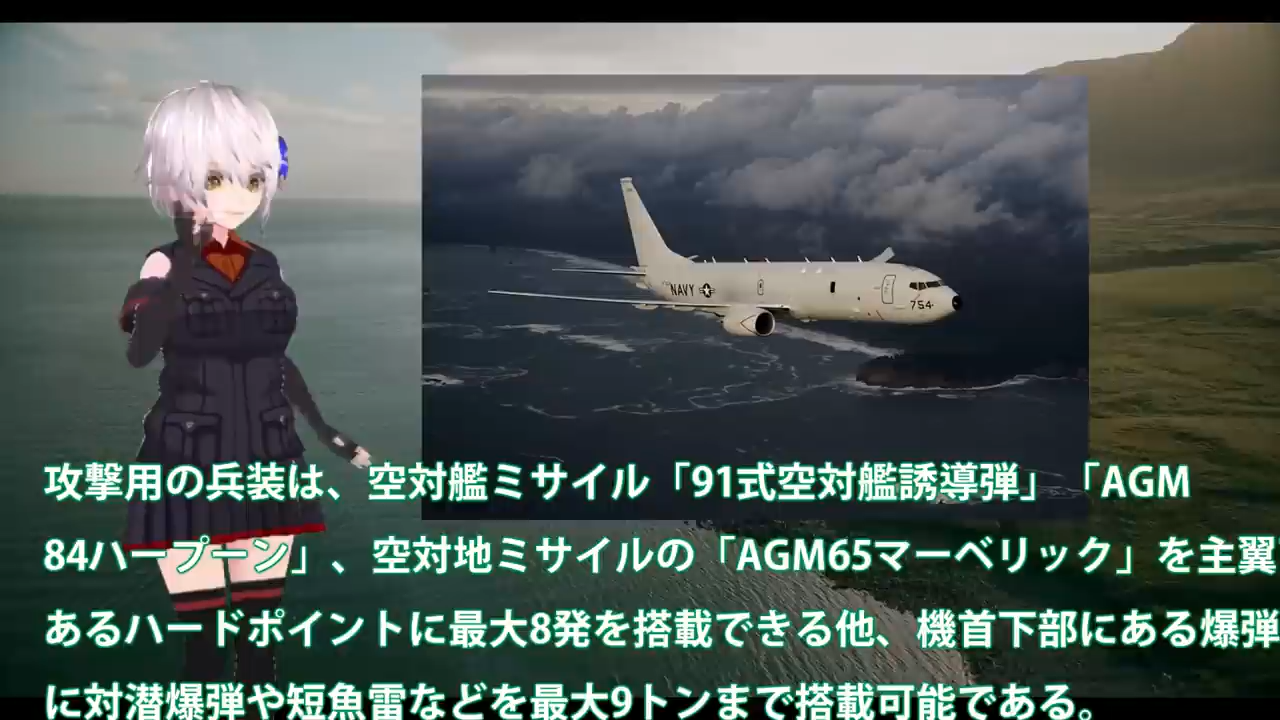 NAVY
754
攻撃用の兵装は、空対艦ミサイル「91式空対艦誘導弾」「AGM
84ハープーン」、空対地ミサイルの「AGM65マーベリック」を主翼
あるハードポイントに最大8発を搭載できる他、機首下部にある爆弾
に対潜爆弾や短魚雷などを最大9トンまで搭載可能である。